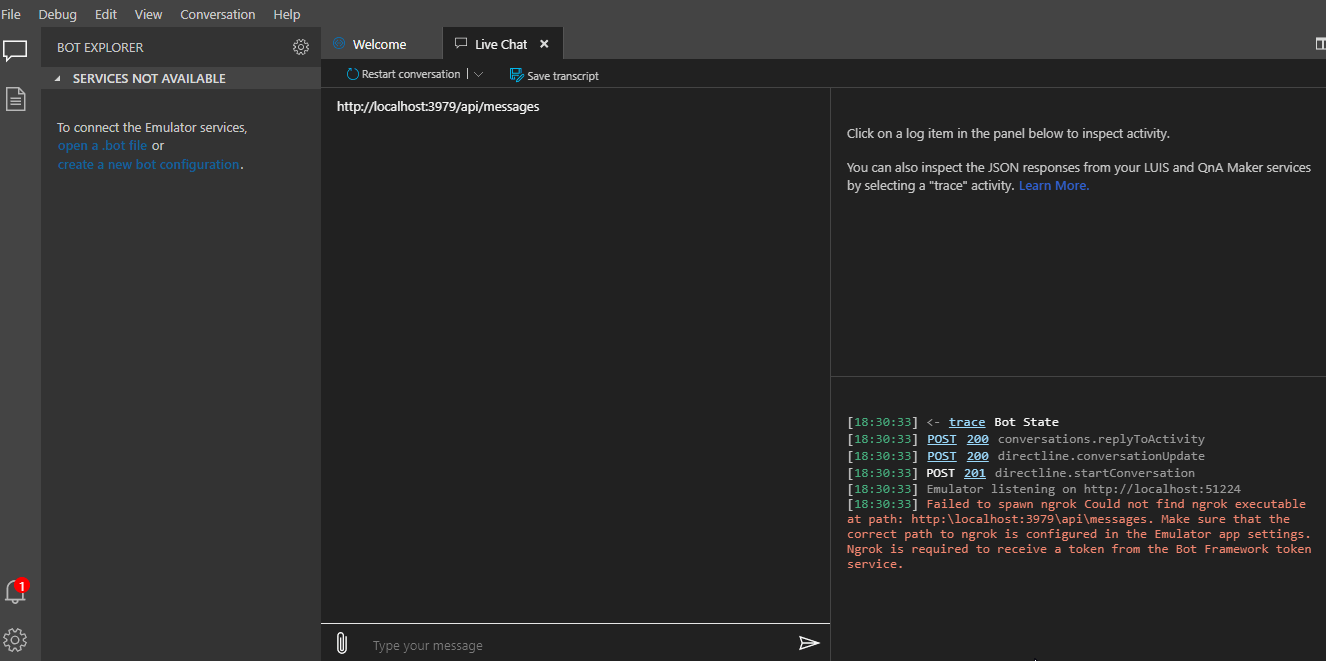 File Debug Edit View Conversation Help
BOT EXPLORER
SERVICES NOT AVAILABLE
To connect the Emulator services,
open a .bot file or
create a new bot configuration.
1
Welcome
Live Chat
Restart conversation
Save transcript
http://localhost:3979/api/messages
Type your message
Click on a log item in the panel below to inspect activity.
You can also inspect the JSON responses from your LUIS and QnA Maker services
by selecting a "trace" activity. Learn More.
[18:30:33] <- trace Bot State
[18:30:33] POST 200 conversations.replyToActivity
[18:30:33] POST 200 directline.conversationUpdate
[18:30:33] POST 201 directline.startConversation
[18:30:33] Emulator listening on http://localhost:51224
[18:30:33] Failed to spawn ngrok Could not find ngrok executable
at path: http:\localhost:3979\api\messages. Make sure that the
correct path to ngrok is configured in the Emulator app settings.
Ngrok is required to receive a token from the Bot Framework token
service.